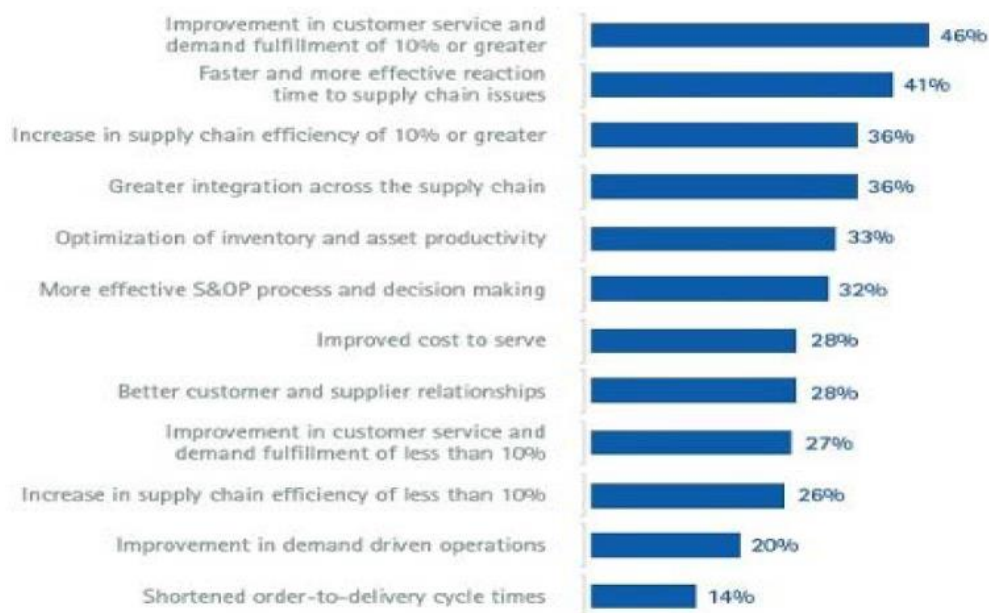 Improvement in customer service and
demand fulfillment of 10% or greater
46%
Faster and more effective reaction
time to supply chain issues
41%
Increase in supply chain efficiency of 10% or greater
36%
Greater integration across the supply chain
36%
Optimization of inventory and asset productivity
33%
More effective S&OP process and decision making
32%
Improved cost to serve
28%
Better customer and supplier relationships
28%
Improvement in customer service and
demand fulfillment of less than 10%
27%
Increase in supply chain efficiency of less than 10%
26%
Improvement in demand driven operations
20%
Shortened order-to-delivery cycle times
14%